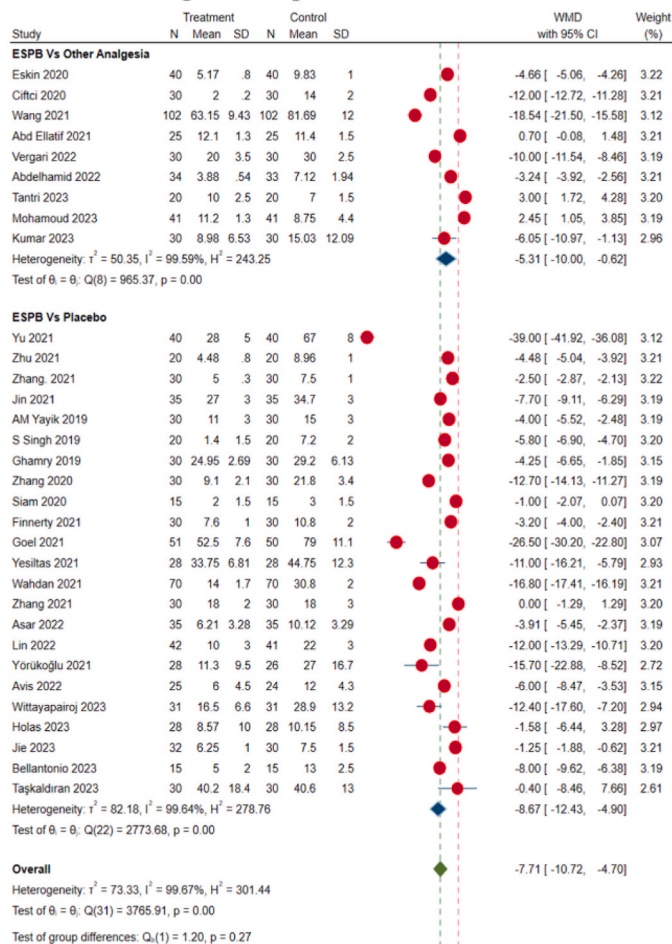 Treatment Control WMD Weight
Study N Mean SD N Mean SD with 95% CI (%)
ESPB Vs Other Analgesia
Eskin 2020 40 5.17 .8 40 9.83 1 -4.66 [ -5.06, -4.26] 3.22
Ciftci 2020 30 2 .2 30 14 2 -12.00 [ -12.72, -11.28] 3.21
Wang 2021 102 63.15 9.43 102 81.69 12 -18.54 [ -21.50, -15.58] 3.12
Abd Ellatif 2021 25 12.1 1.3 25 11.4 1.5 0.70 [ -0.08, 1.48] 3.21
Vergari 2022 30 20 3.5 30 30 2.5 -10.00 [ -11.54, -8.46] 3.19
Abdelhamid 2022 34 3.88 .54 33 7.12 1.94 -3.24 [ -3.92, -2.56] 3.21
Tantri 2023 20 10 2.5 20 7 1.5 3.00 [ 1.72, 4.28] 3.20
Mohamoud 2023 41 11.2 1.3 41 8.75 4.4 2.45 [ 1.05, 3.85] 3.19
Kumar 2023 30 8.98 6.53 30 15.03 12.09 -6.05 [ -10.97, -1.13] 2.96
Heterogeneity: τ² = 50.35, I² = 99.59%, H² = 243.25 -5.31 [ -10.00, -0.62]
Test of θᵢ = θⱼ: Q(8) = 965.37, p = 0.00
ESPB Vs Placebo
Yu 2021 40 28 5 40 67 8 -39.00 [ -41.92, -36.08] 3.12
Zhu 2021 20 4.48 .8 20 8.96 1 -4.48 [ -5.04, -3.92] 3.21
Zhang. 2021 30 5 .3 30 7.5 1 -2.50 [ -2.87, -2.13] 3.22
Jin 2021 35 27 3 35 34.7 3 -7.70 [ -9.11, -6.29] 3.19
AM Yayik 2019 30 11 3 30 15 3 -4.00 [ -5.52, -2.48] 3.19
S Singh 2019 20 1.4 1.5 20 7.2 2 -5.80 [ -6.90, -4.70] 3.20
Ghamry 2019 30 24.95 2.69 30 29.2 6.13 -4.25 [ -6.65, -1.85] 3.15
Zhang 2020 30 9.1 2.1 30 21.8 3.4 -12.70 [ -14.13, -11.27] 3.19
Siam 2020 15 2 1.5 15 3 1.5 -1.00 [ -2.07, 0.07] 3.20
Finnerty 2021 30 7.6 1 30 10.8 2 -3.20 [ -4.00, -2.40] 3.21
Goel 2021 51 52.5 7.6 50 79 11.1 -26.50 [ -30.20, -22.80] 3.07
Yesiltas 2021 28 33.75 6.81 28 44.75 12.3 -11.00 [ -16.21, -5.79] 2.93
Wahdan 2021 70 14 1.7 70 30.8 2 -16.80 [ -17.41, -16.19] 3.21
Zhang 2021 30 18 2 30 18 3 0.00 [ -1.29, 1.29] 3.20
Asar 2022 35 6.21 3.28 35 10.12 3.29 -3.91 [ -5.45, -2.37] 3.19
Lin 2022 42 10 3 41 22 3 -12.00 [ -13.29, -10.71] 3.20
Yörükoğlu 2021 28 11.3 9.5 26 27 16.7 -15.70 [ -22.88, -8.52] 2.72
Avis 2022 25 6 4.5 24 12 4.3 -6.00 [ -8.47, -3.53] 3.15
Wittayapairoj 2023 31 16.5 6.6 31 28.9 13.2 -12.40 [ -17.60, -7.20] 2.94
Holas 2023 28 8.57 10 28 10.15 8.5 -1.58 [ -6.44, 3.28] 2.97
Jie 2023 32 6.25 1 30 7.5 1.5 -1.25 [ -1.88, -0.62] 3.21
Bellantonio 2023 15 5 2 15 13 2.5 -8.00 [ -9.62, -6.38] 3.19
Taşkaldıran 2023 30 40.2 18.4 30 40.6 13 -0.40 [ -8.46, 7.66] 2.61
Heterogeneity: τ² = 82.18, I² = 99.64%, H² = 278.76 -8.67 [ -12.43, -4.90]
Test of θᵢ = θⱼ: Q(22) = 2773.68, p = 0.00
Overall -7.71 [ -10.72, -4.70]
Heterogeneity: τ² = 73.33, I² = 99.67%, H² = 301.44
Test of θᵢ = θⱼ: Q(31) = 3765.91, p = 0.00
Test of group differences: Q_b(1) = 1.20, p = 0.27